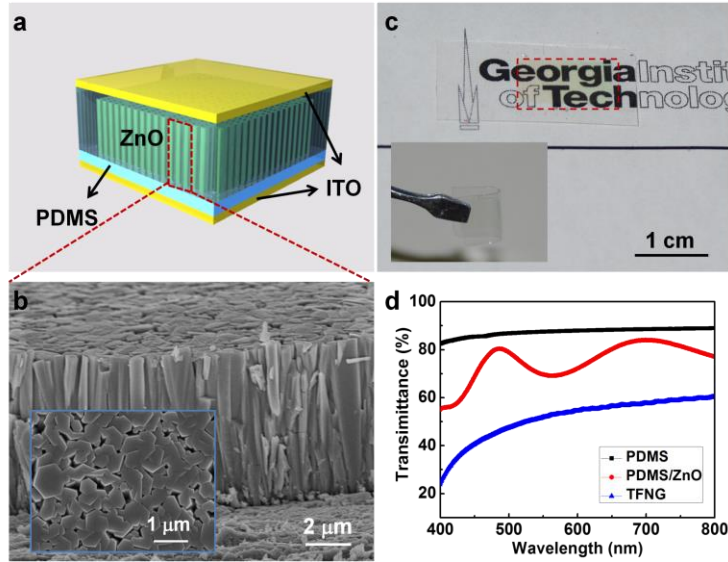 a
ZnO
PDMS
ITO
b
1 μm
2 μm
c
Georgia Instit
of Technolog
1 cm
d
Transimittance (%)
100
90
80
60
40
20
400
500
600
700
800
PDMS
PDMS/ZnO
TFNG
Wavelength (nm)